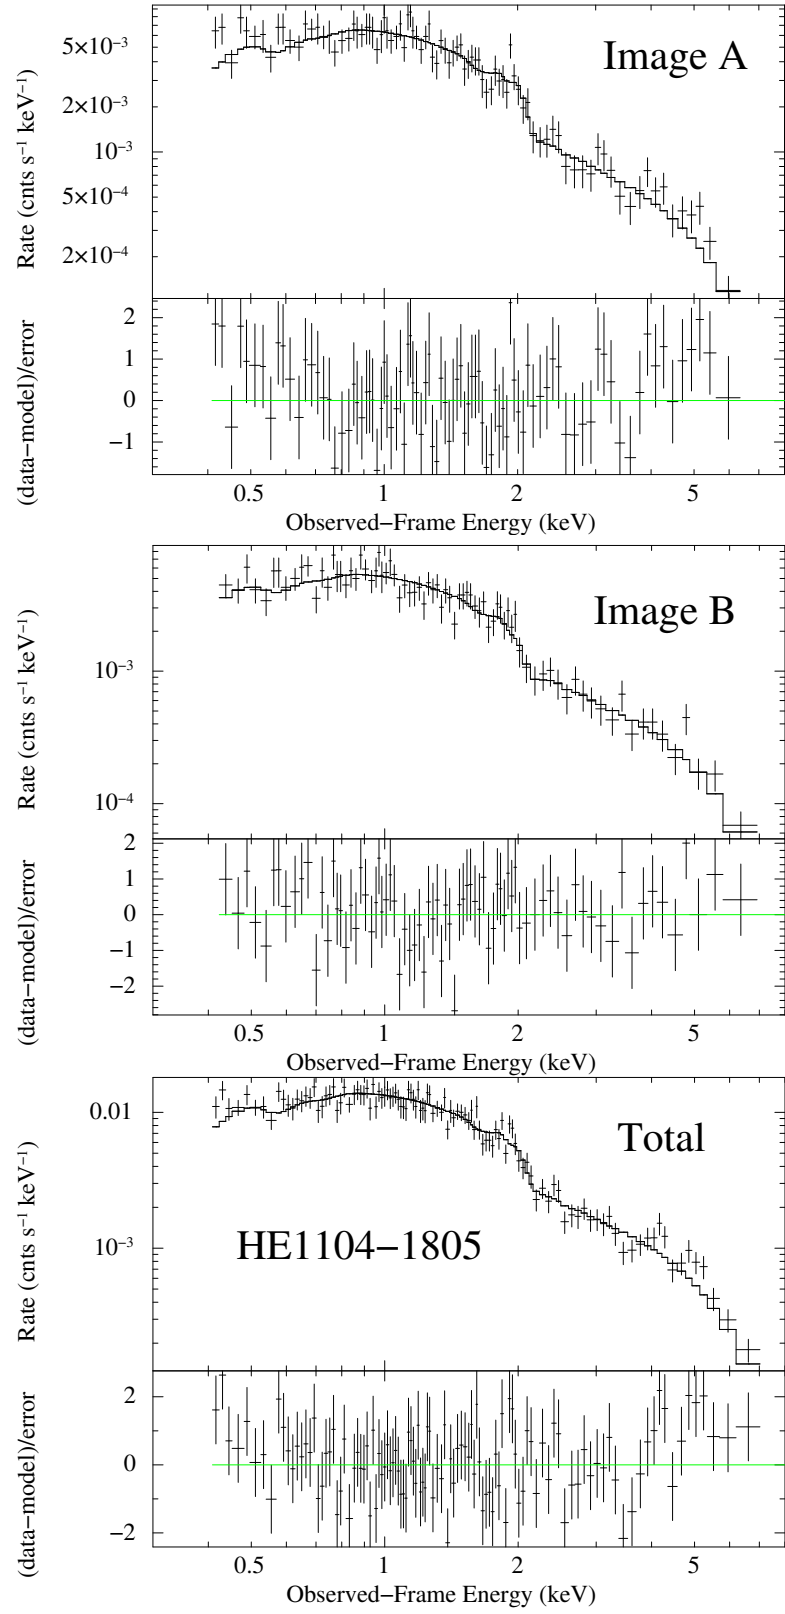 Image A
Rate (cnts s⁻¹ keV⁻¹)
5×10⁻³
2×10⁻³
10⁻³
5×10⁻⁴
2×10⁻⁴
(data−model)/error
2
1
0
−1
0.5 1 2 5
Observed−Frame Energy (keV)
Image B
Rate (cnts s⁻¹ keV⁻¹)
10⁻³
10⁻⁴
(data−model)/error
2
1
0
−1
−2
0.5 1 2 5
Observed−Frame Energy (keV)
Total
HE1104−1805
Rate (cnts s⁻¹ keV⁻¹)
0.01
10⁻³
(data−model)/error
2
0
−2
0.5 1 2 5
Observed−Frame Energy (keV)